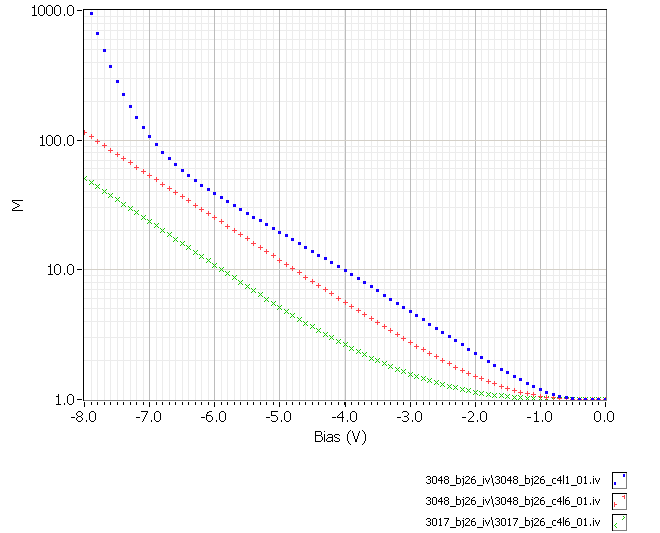 1000.0
100.0
M
10.0
1.0
-8.0 -7.0 -6.0 -5.0 -4.0 -3.0 -2.0 -1.0 0.0
Bias (V)
3048_bj26_iv\3048_bj26_c4l1_01.iv
3048_bj26_iv\3048_bj26_c4l6_01.iv
3017_bj26_iv\3017_bj26_c4l6_01.iv